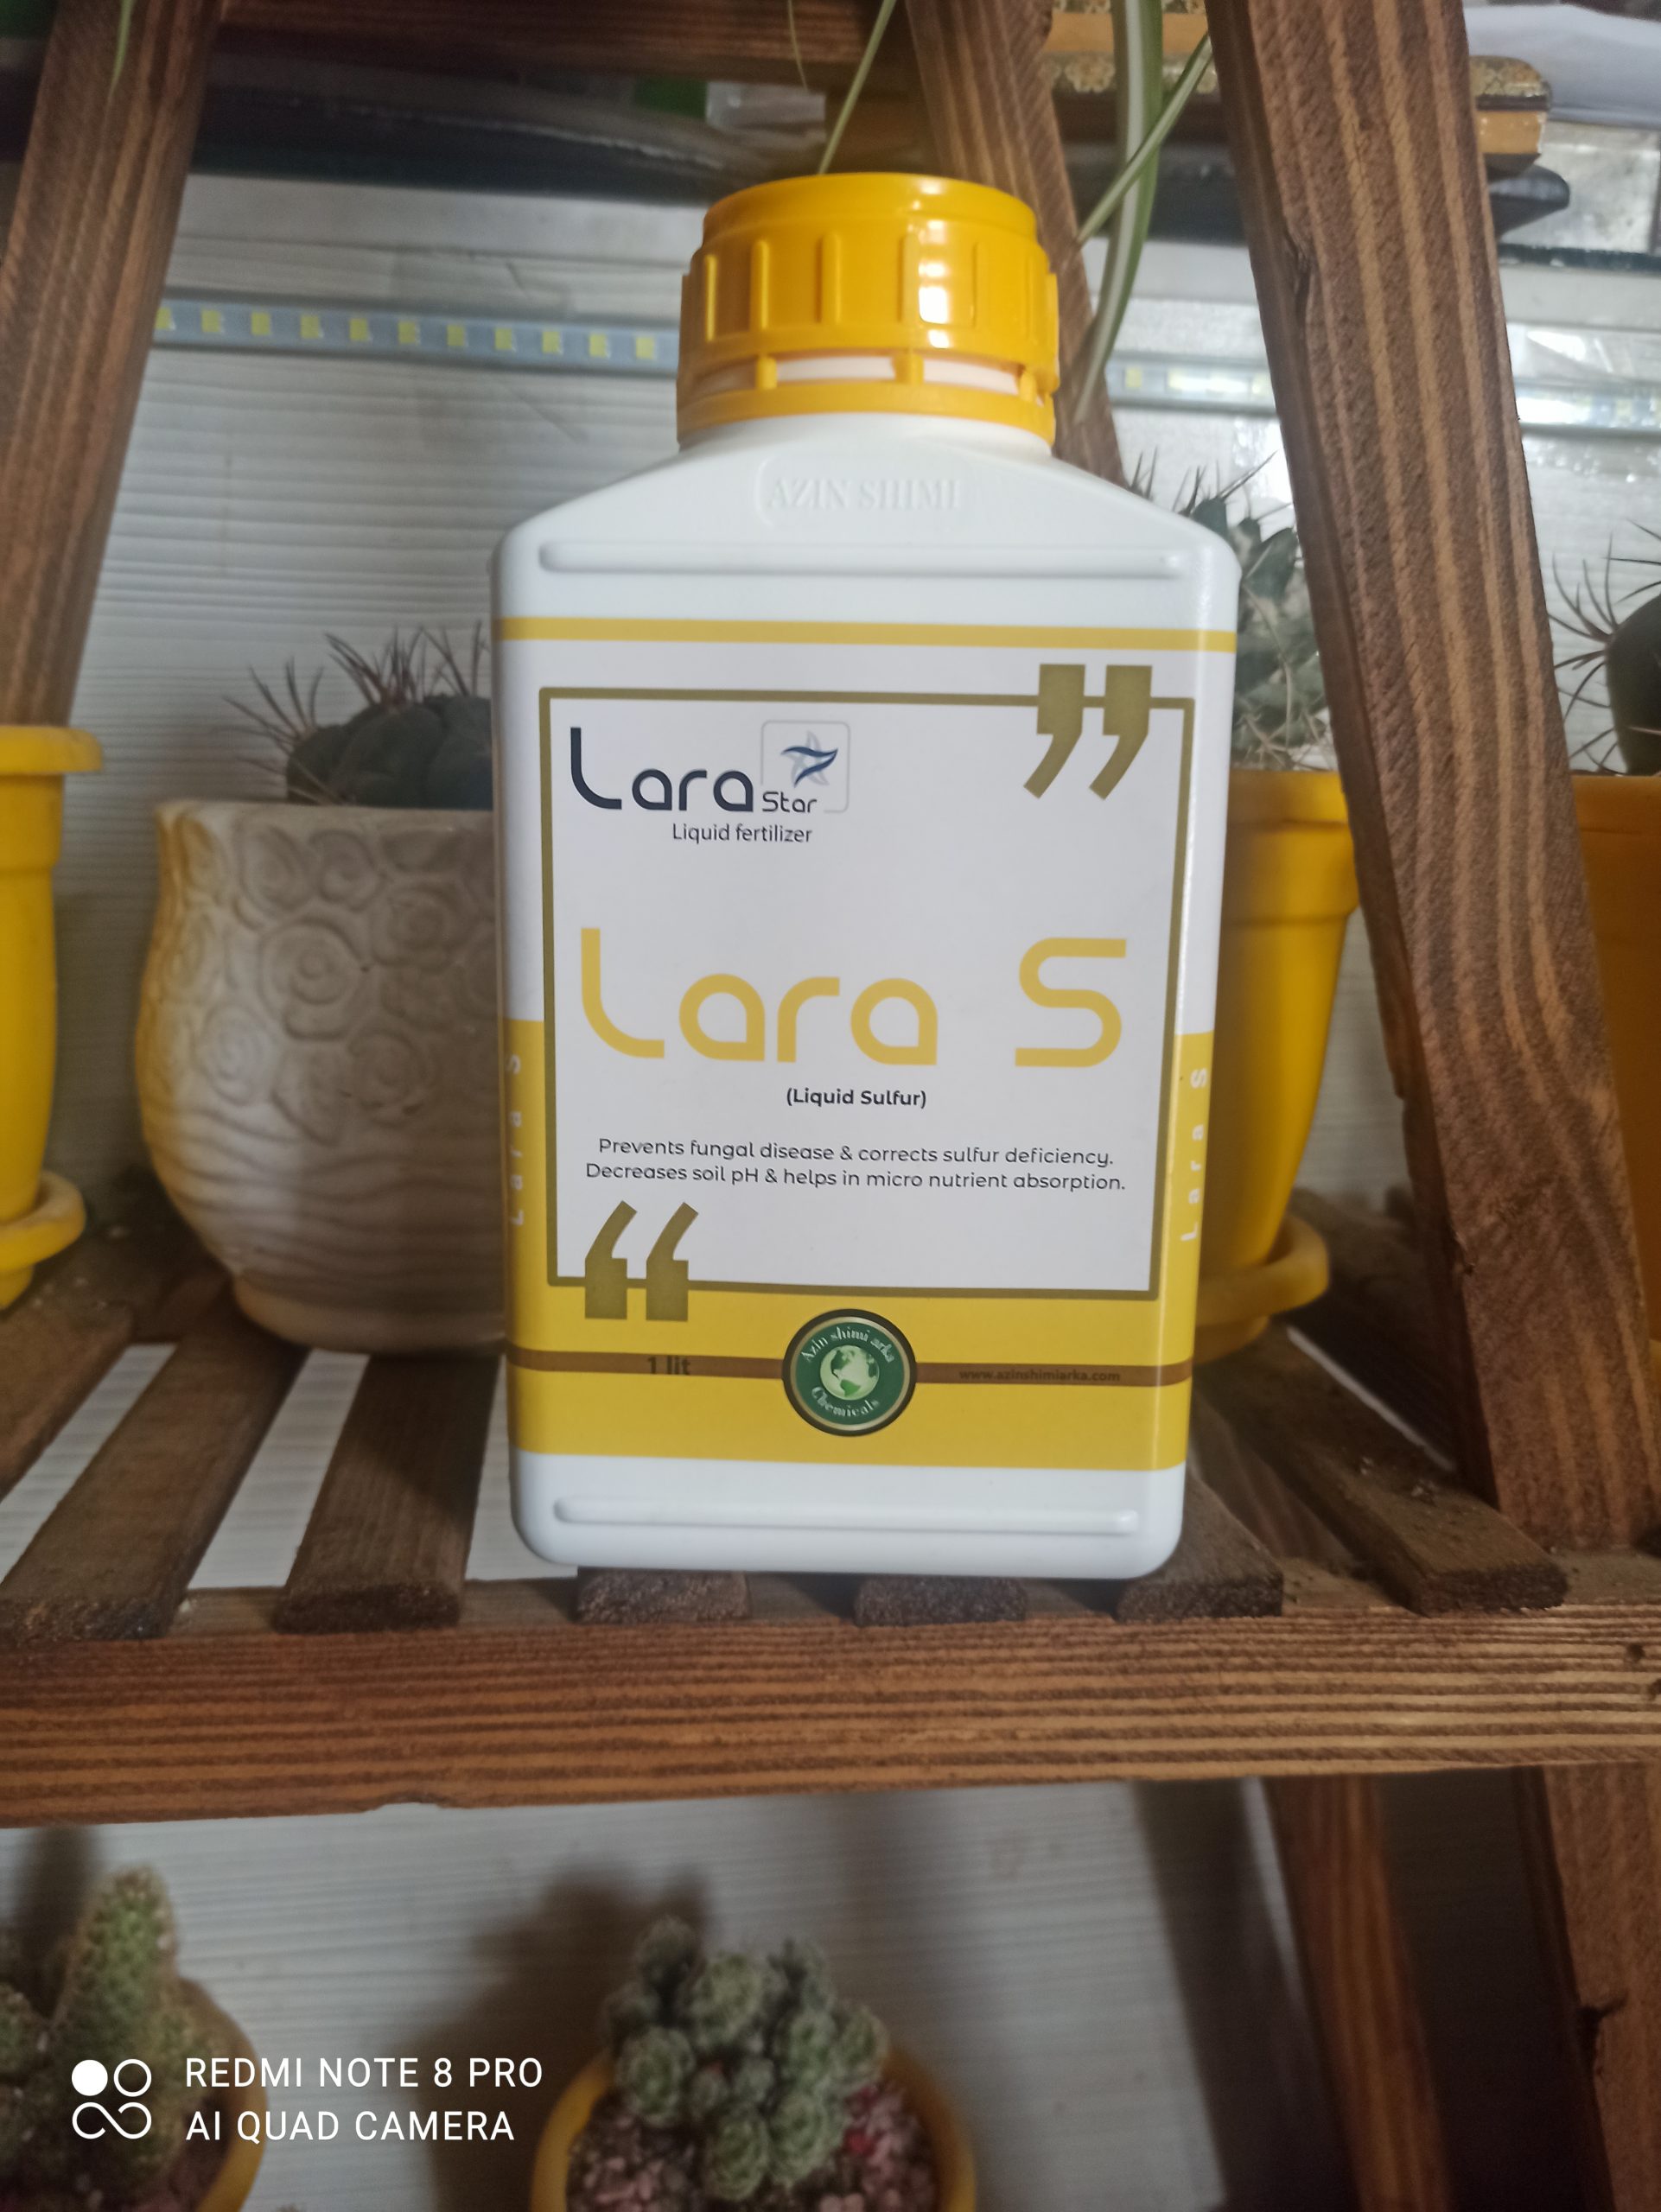 AZIN SHIMI
Lara Star
Liquid fertilizer
Lara S
(Liquid Sulfur)
Prevents fungal disease & corrects sulfur deficiency.
Decreases soil pH & helps in micro nutrient absorption.
Lara S
Lara S
1 lit
Azin shimi arka
Chemicals
www.azinshimiarka.com
REDMI NOTE 8 PRO
AI QUAD CAMERA